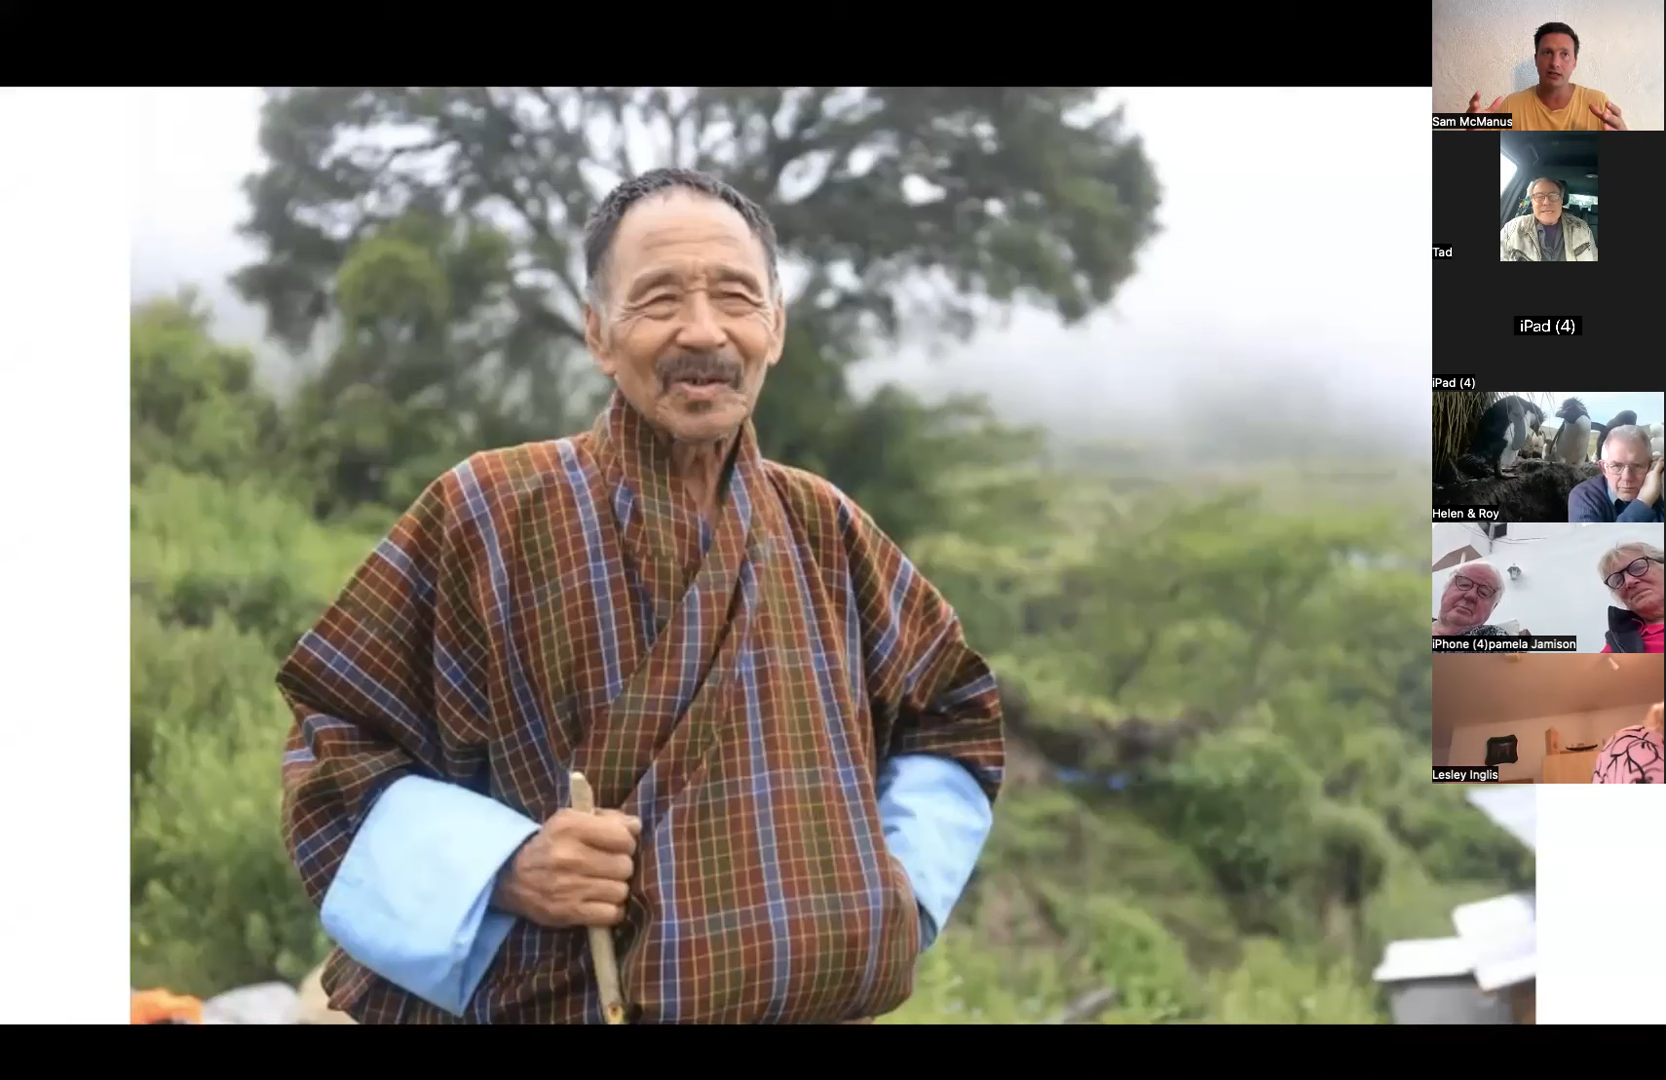 Sam McManus
Tad
iPad (4)
iPad (4)
Helen & Roy
iPhone (4)pamela Jamison
Lesley Inglis